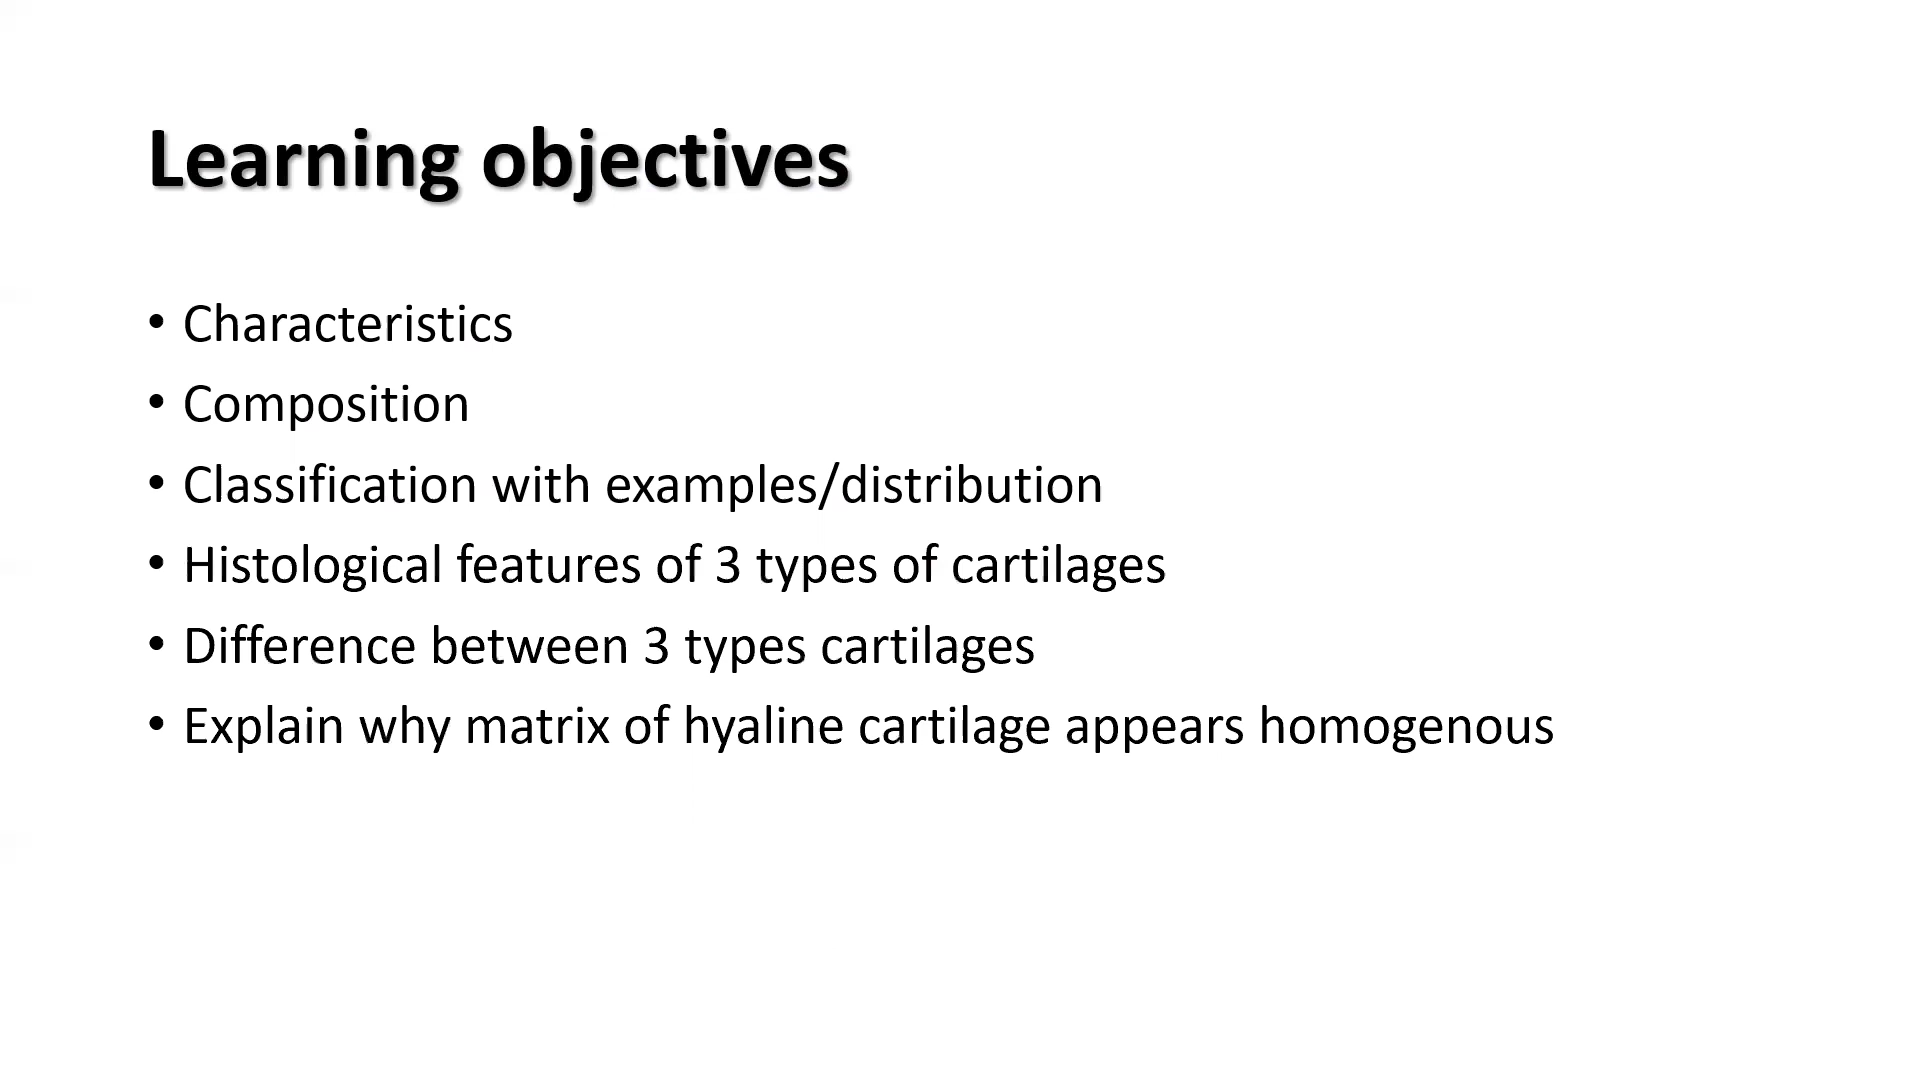 Learning objectives
• Characteristics
• Composition
• Classification with examples/distribution
• Histological features of 3 types of cartilages
• Difference between 3 types cartilages
• Explain why matrix of hyaline cartilage appears homogenous